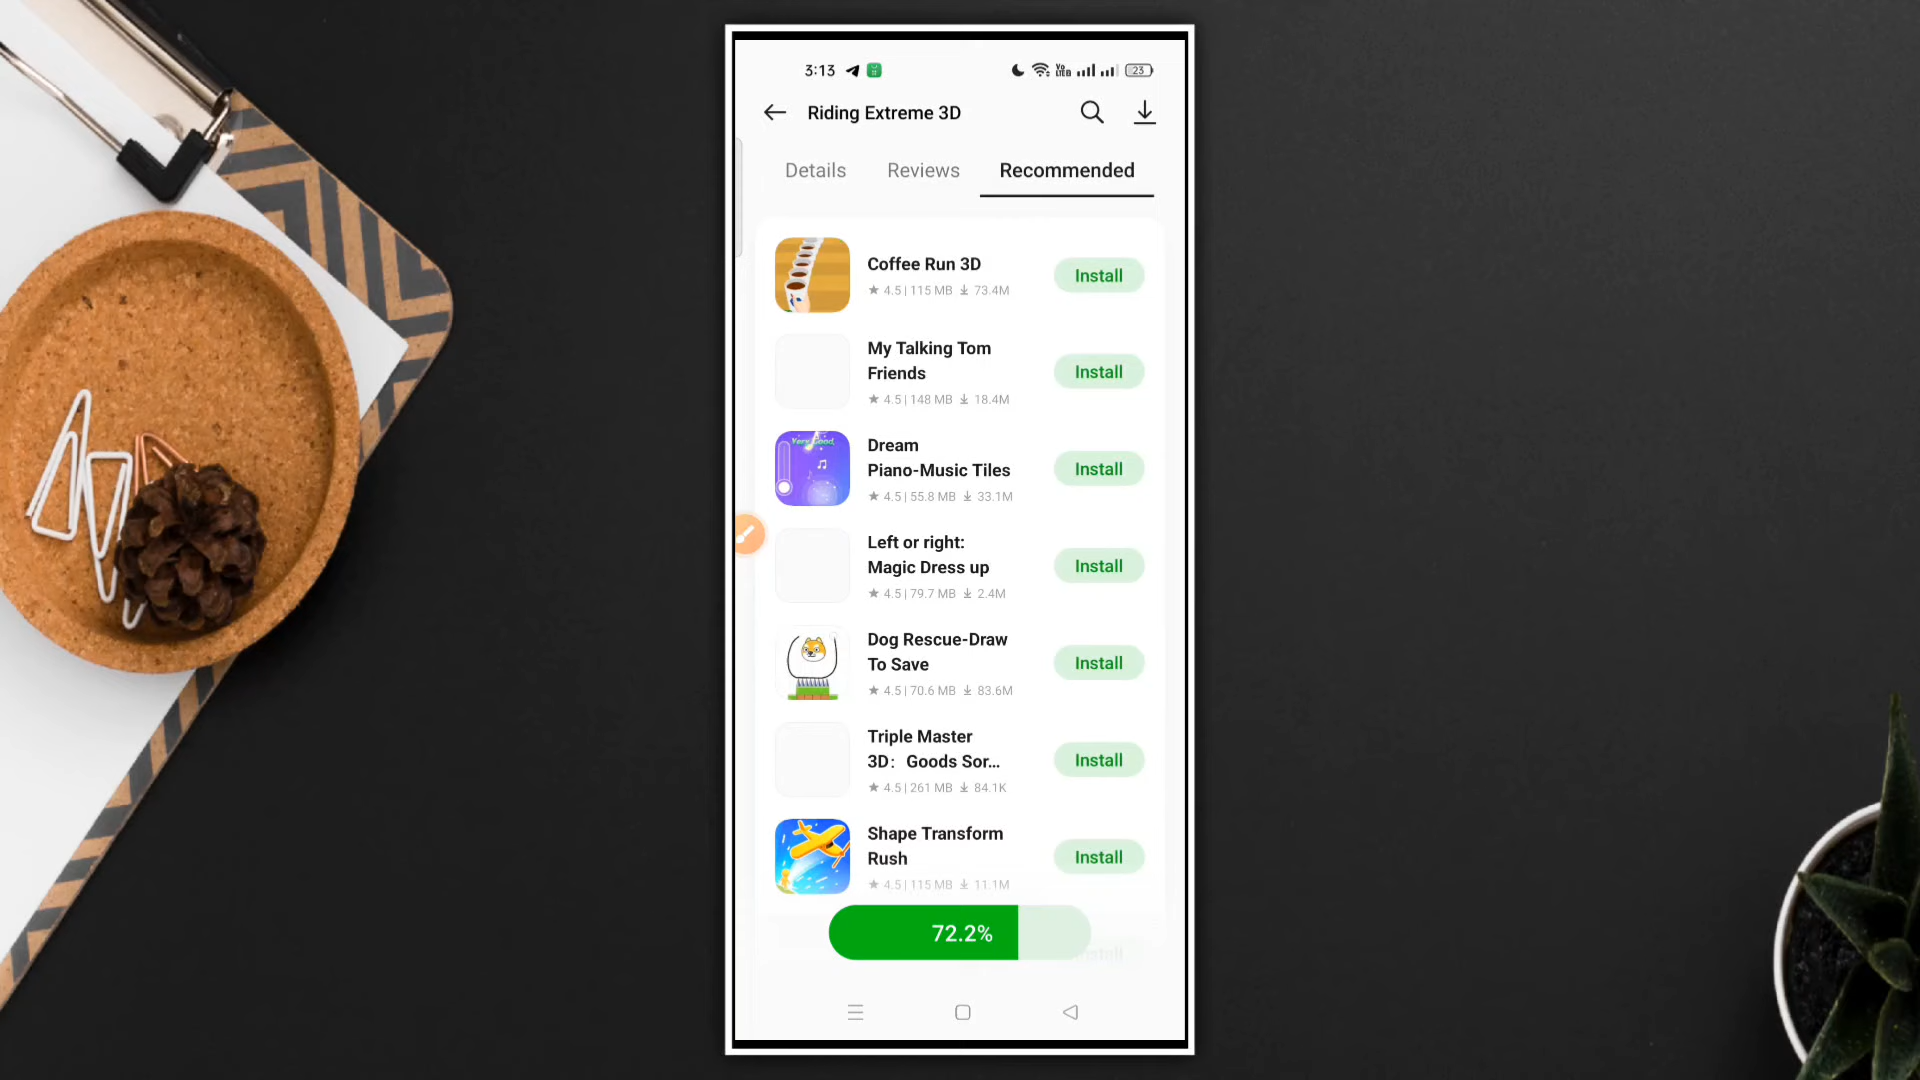 3:13 Vo LTE 23
Riding Extreme 3D
Details Reviews Recommended
Coffee Run 3D
4.5 | 115 MB 73.4M
Install
My Talking Tom
Friends
4.5 | 148 MB 18.4M
Install
Very Good,
Dream
Piano-Music Tiles
4.5 | 55.8 MB 33.1M
Install
Left or right:
Magic Dress up
4.5 | 79.7 MB 2.4M
Install
Dog Rescue-Draw
To Save
4.5 | 70.6 MB 83.6M
Install
Triple Master
3D： Goods Sor...
4.5 | 261 MB 84.1K
Install
Shape Transform
Rush
4.5 | 115 MB 11.1M
Install
72.2%